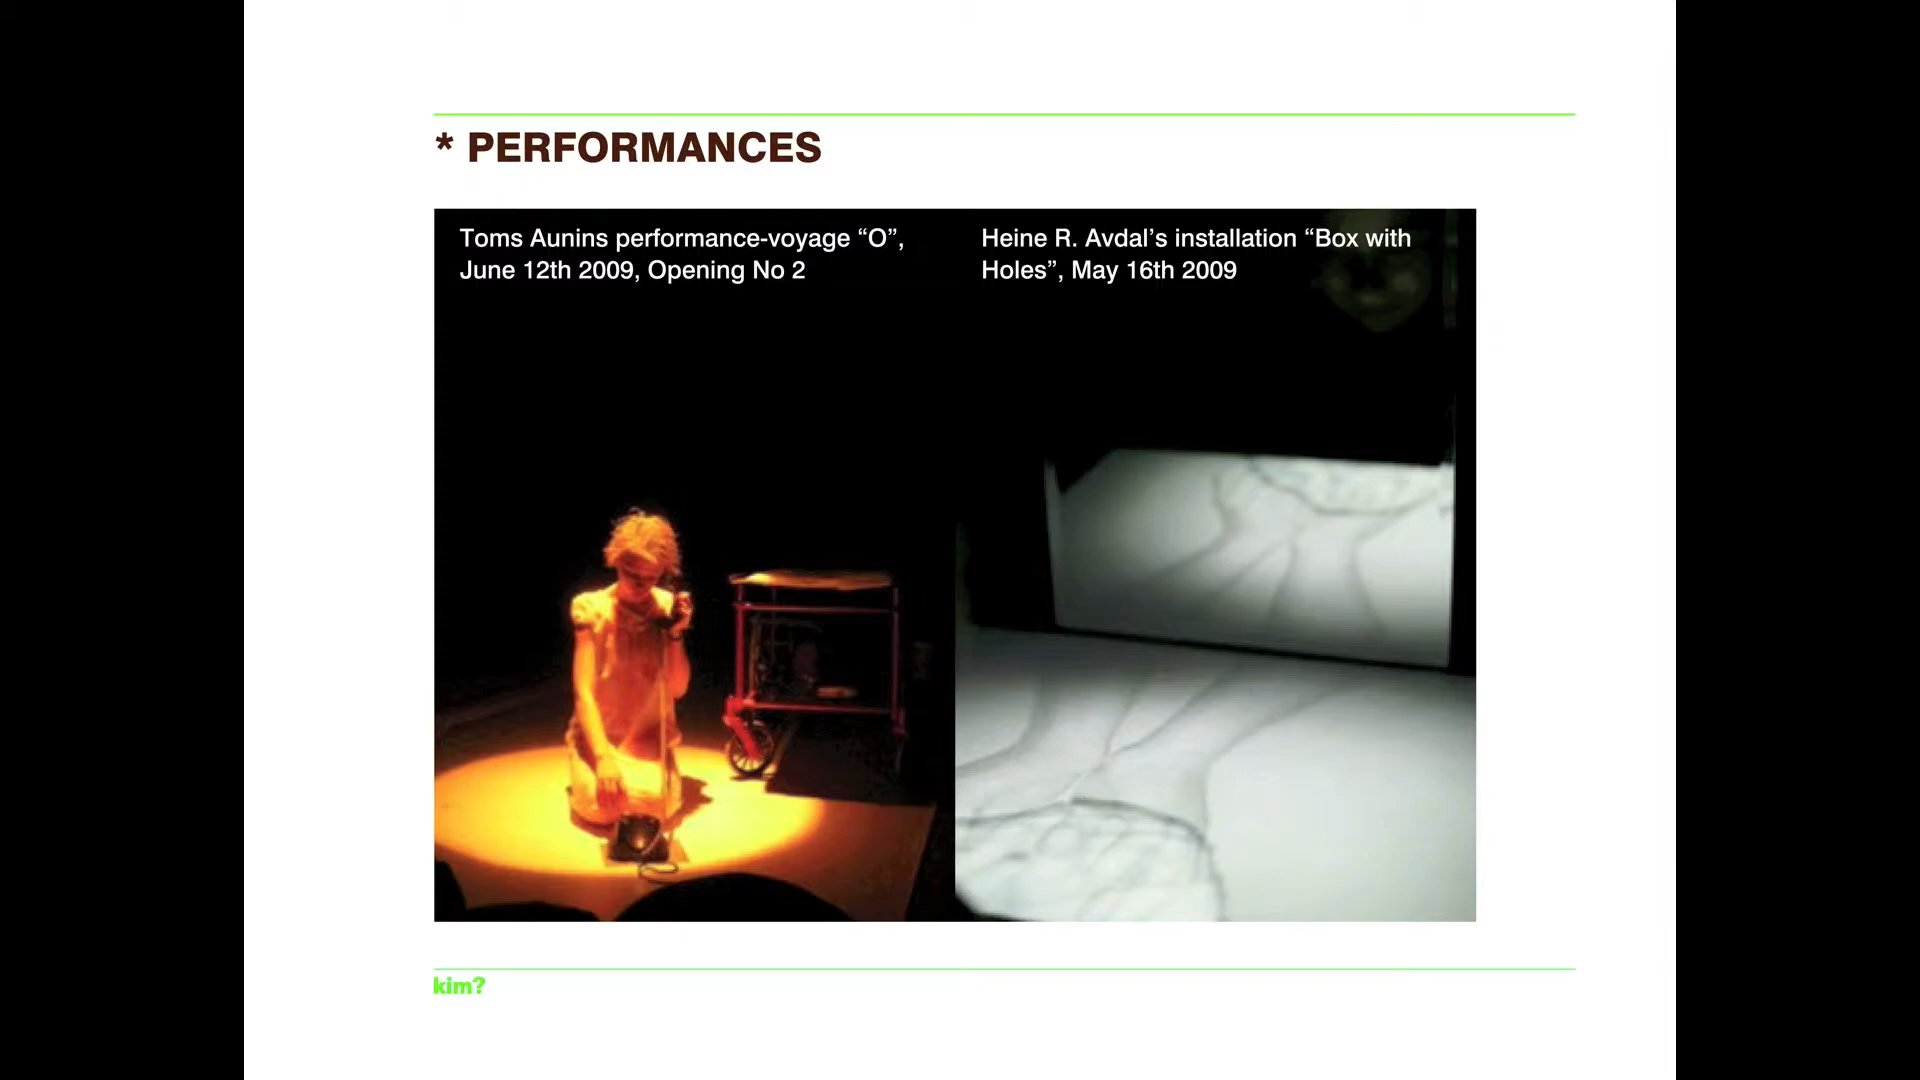 * PERFORMANCES
Toms Aunins performance-voyage “O”,
June 12th 2009, Opening No 2
Heine R. Avdal’s installation “Box with
Holes”, May 16th 2009
kim?